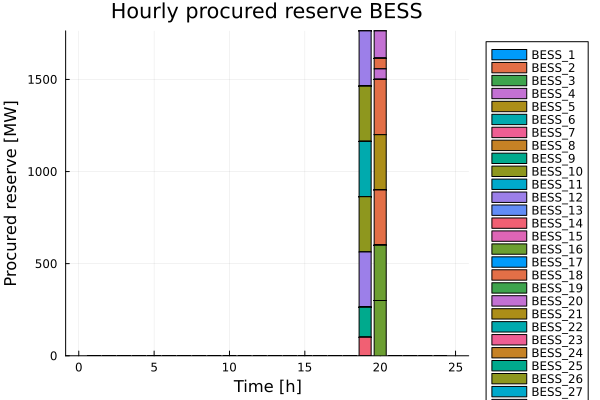 Hourly procured reserve BESS
Procured reserve [MW]
1500
1000
500
0
0 5 10 15 20 25
Time [h]
BESS_1
BESS_2
BESS_3
BESS_4
BESS_5
BESS_6
BESS_7
BESS_8
BESS_9
BESS_10
BESS_11
BESS_12
BESS_13
BESS_14
BESS_15
BESS_16
BESS_17
BESS_18
BESS_19
BESS_20
BESS_21
BESS_22
BESS_23
BESS_24
BESS_25
BESS_26
BESS_27